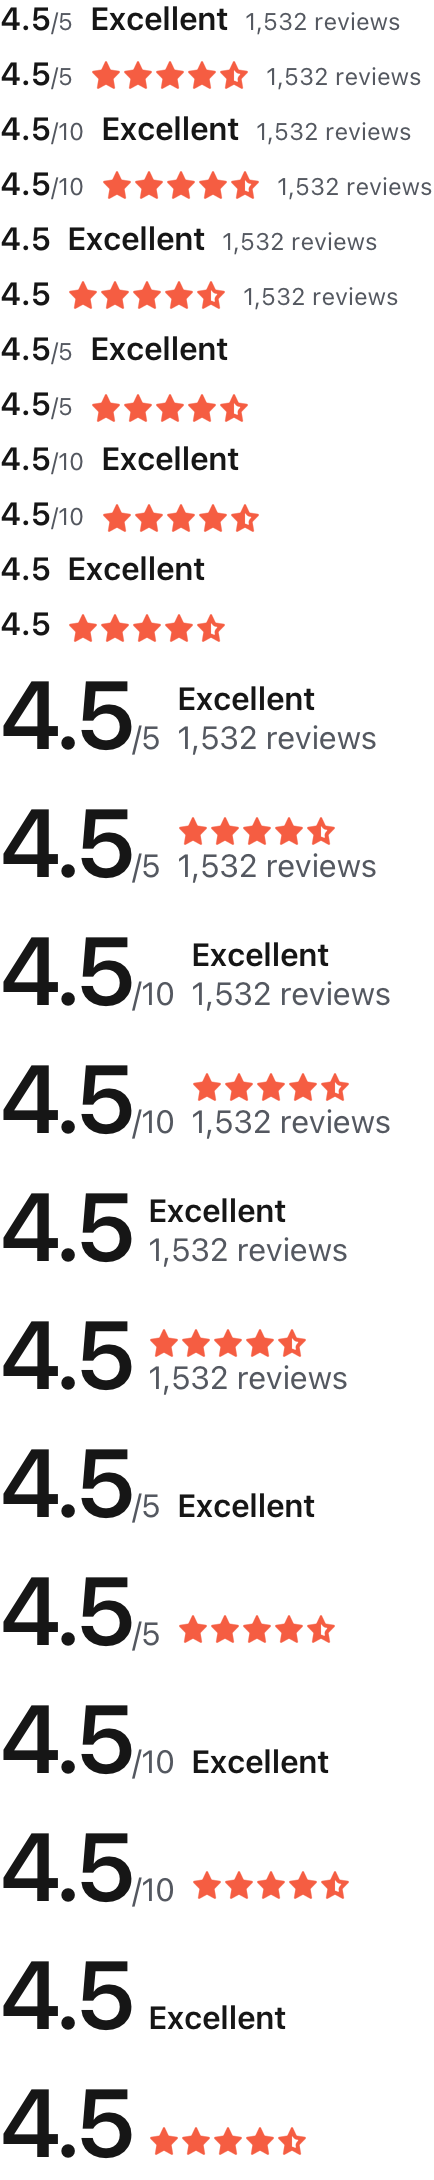 4.5/5 Excellent 1,532 reviews
4.5/5 1,532 reviews
4.5/10 Excellent 1,532 reviews
4.5/10 1,532 reviews
4.5 Excellent 1,532 reviews
4.5 1,532 reviews
4.5/5 Excellent
4.5/5
4.5/10 Excellent
4.5/10
4.5 Excellent
4.5
4.5/5 Excellent
1,532 reviews
4.5/5
1,532 reviews
4.5/10 Excellent
1,532 reviews
4.5/10
1,532 reviews
4.5 Excellent
1,532 reviews
4.5
1,532 reviews
4.5/5 Excellent
4.5/5
4.5/10 Excellent
4.5/10
4.5 Excellent
4.5